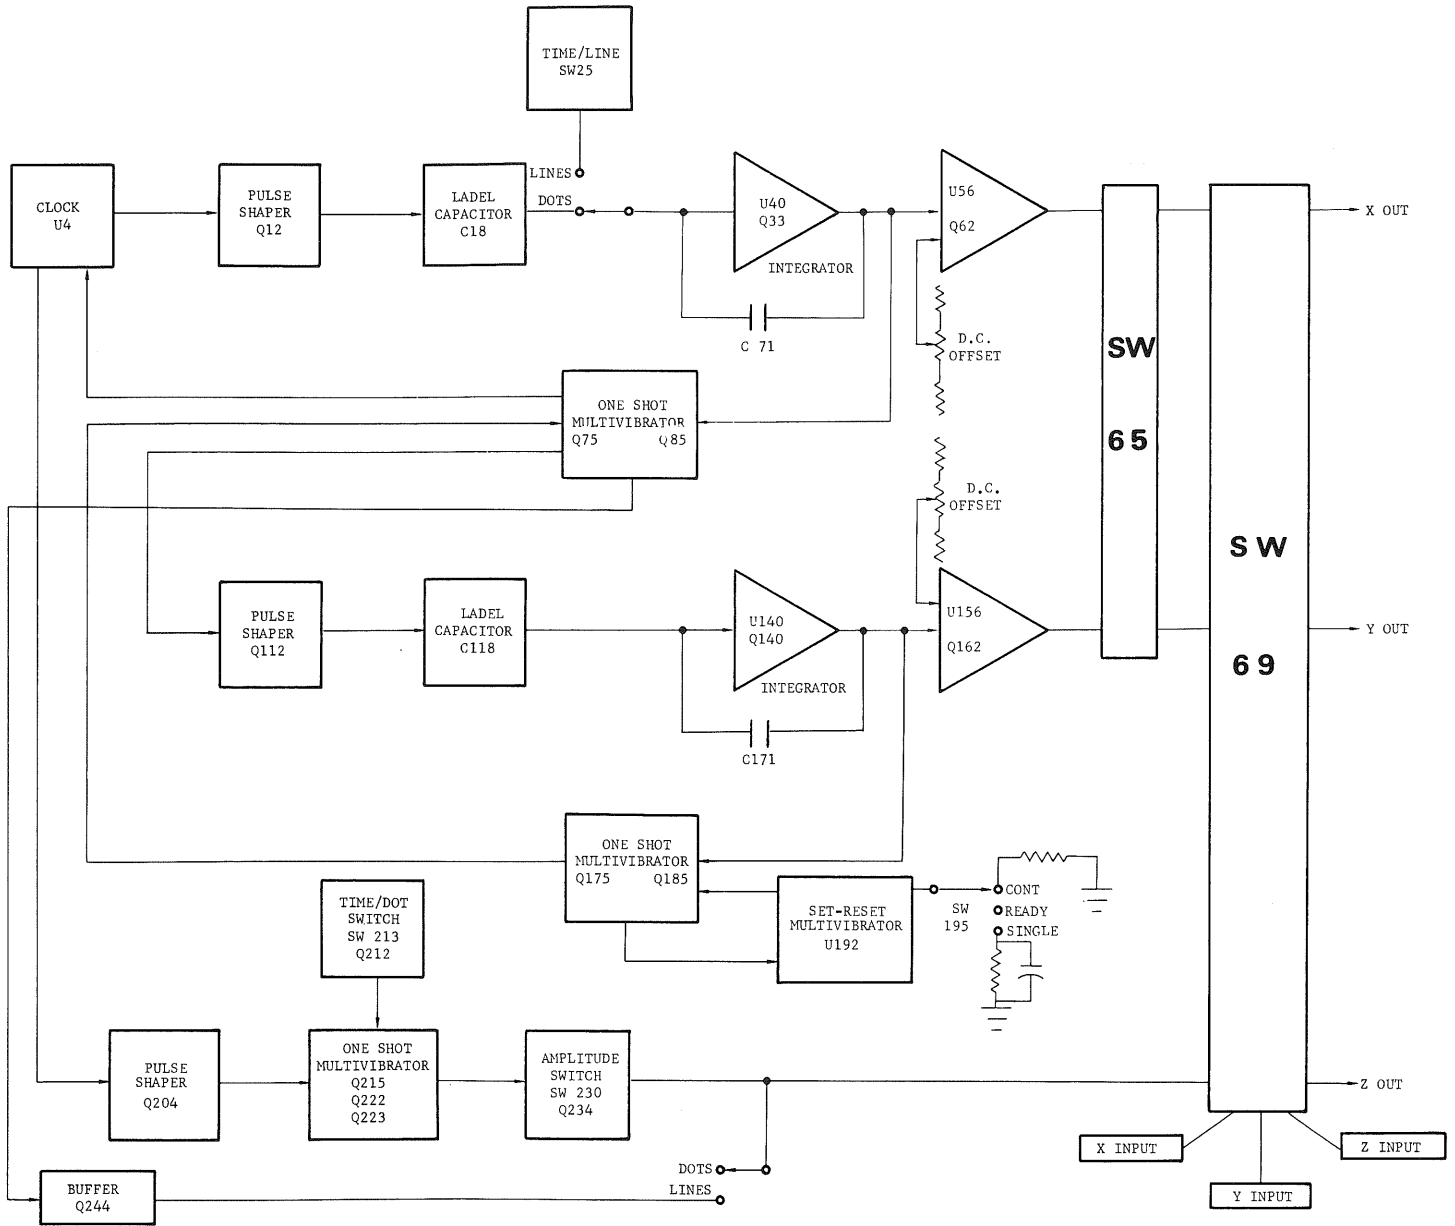 TIME/LINE
SW25
LINES
DOTS
CLOCK
U4
PULSE
SHAPER
Q12
LADEL
CAPACITOR
C18
U40
Q33
INTEGRATOR
C 71
U56
Q62
D.C.
OFFSET
SW
65
X OUT
ONE SHOT
MULTIVIBRATOR
Q75 Q85
D.C.
OFFSET
SW
69
PULSE
SHAPER
Q112
LADEL
CAPACITOR
C118
U140
Q140
INTEGRATOR
C171
U156
Q162
Y OUT
ONE SHOT
MULTIVIBRATOR
Q175 Q185
SET-RESET
MULTIVIBRATOR
U192
SW
195
CONT
READY
SINGLE
TIME/DOT
SWITCH
SW 213
Q212
PULSE
SHAPER
Q204
ONE SHOT
MULTIVIBRATOR
Q215
Q222
Q223
AMPLITUDE
SWITCH
SW 230
Q234
Z OUT
X INPUT
Y INPUT
Z INPUT
DOTS
LINES
BUFFER
Q244